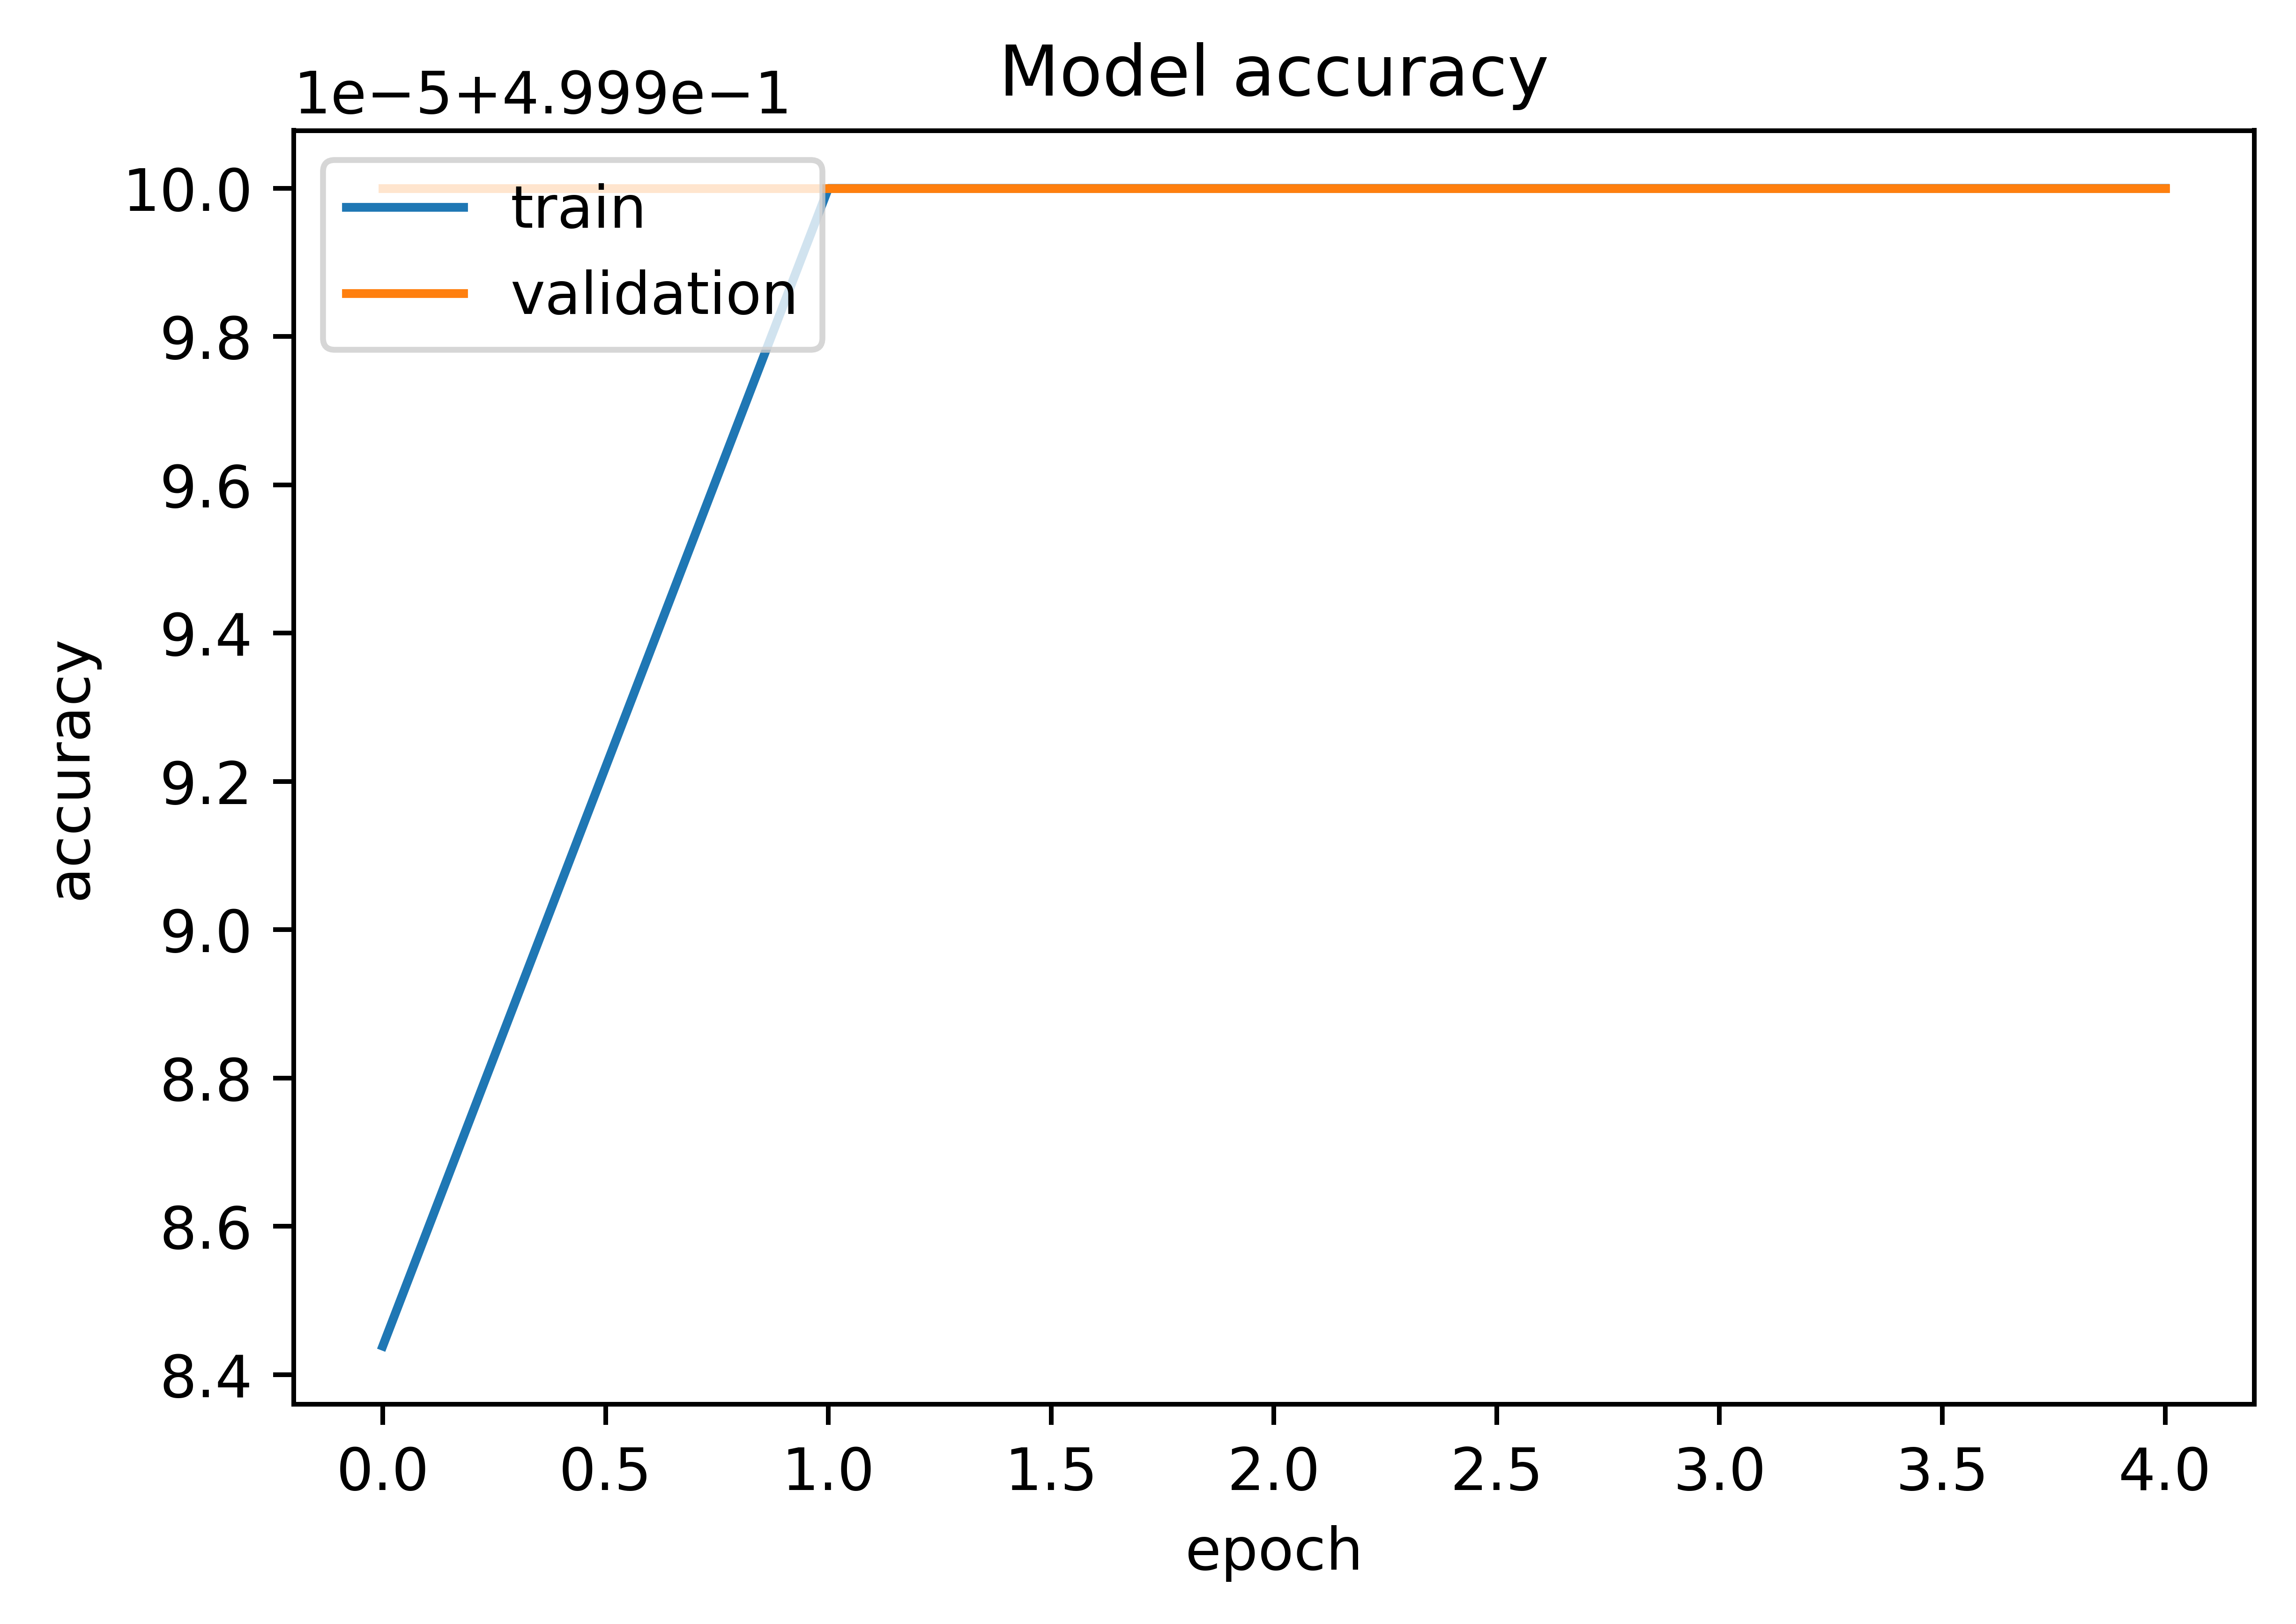 Model accuracy
1e−5+4.999e−1
train
validation
10.0
9.8
9.6
9.4
9.2
9.0
8.8
8.6
8.4
accuracy
0.0 0.5 1.0 1.5 2.0 2.5 3.0 3.5 4.0
epoch